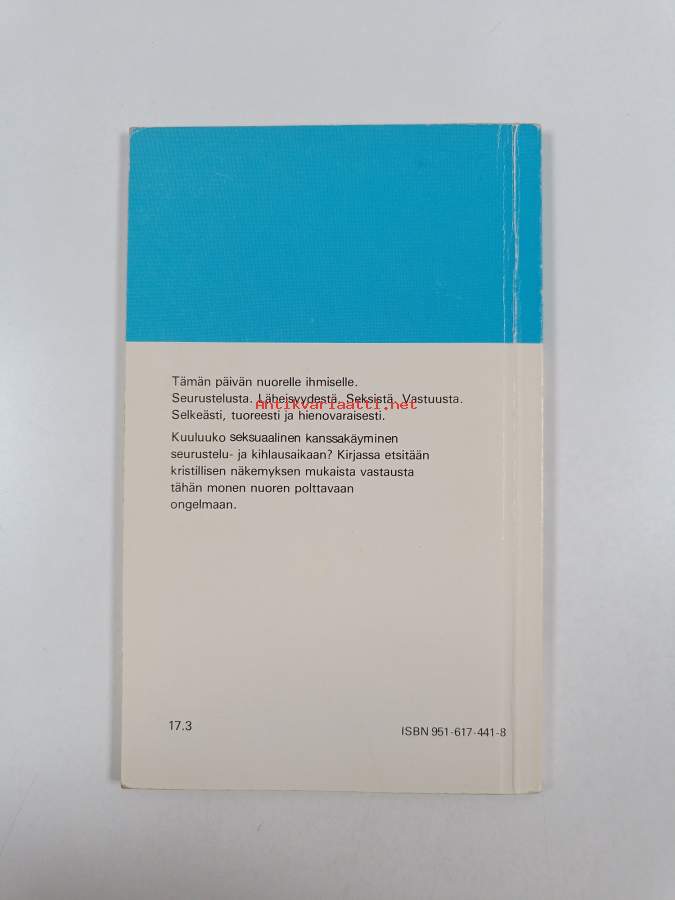 Tämän päivän nuorelle ihmiselle.
Seurustelusta. Läheisyydestä. Seksistä. Vastuusta.
Antikvariaatti.net
Selkeästi, tuoreesti ja hienovaraisesti.
Kuuluuko seksuaalinen kanssakäyminen
seurustelu- ja kihlausaikaan? Kirjassa etsitään
kristillisen näkemyksen mukaista vastausta
tähän monen nuoren polttavaan
ongelmaan.
17.3
ISBN 951-617-441-8